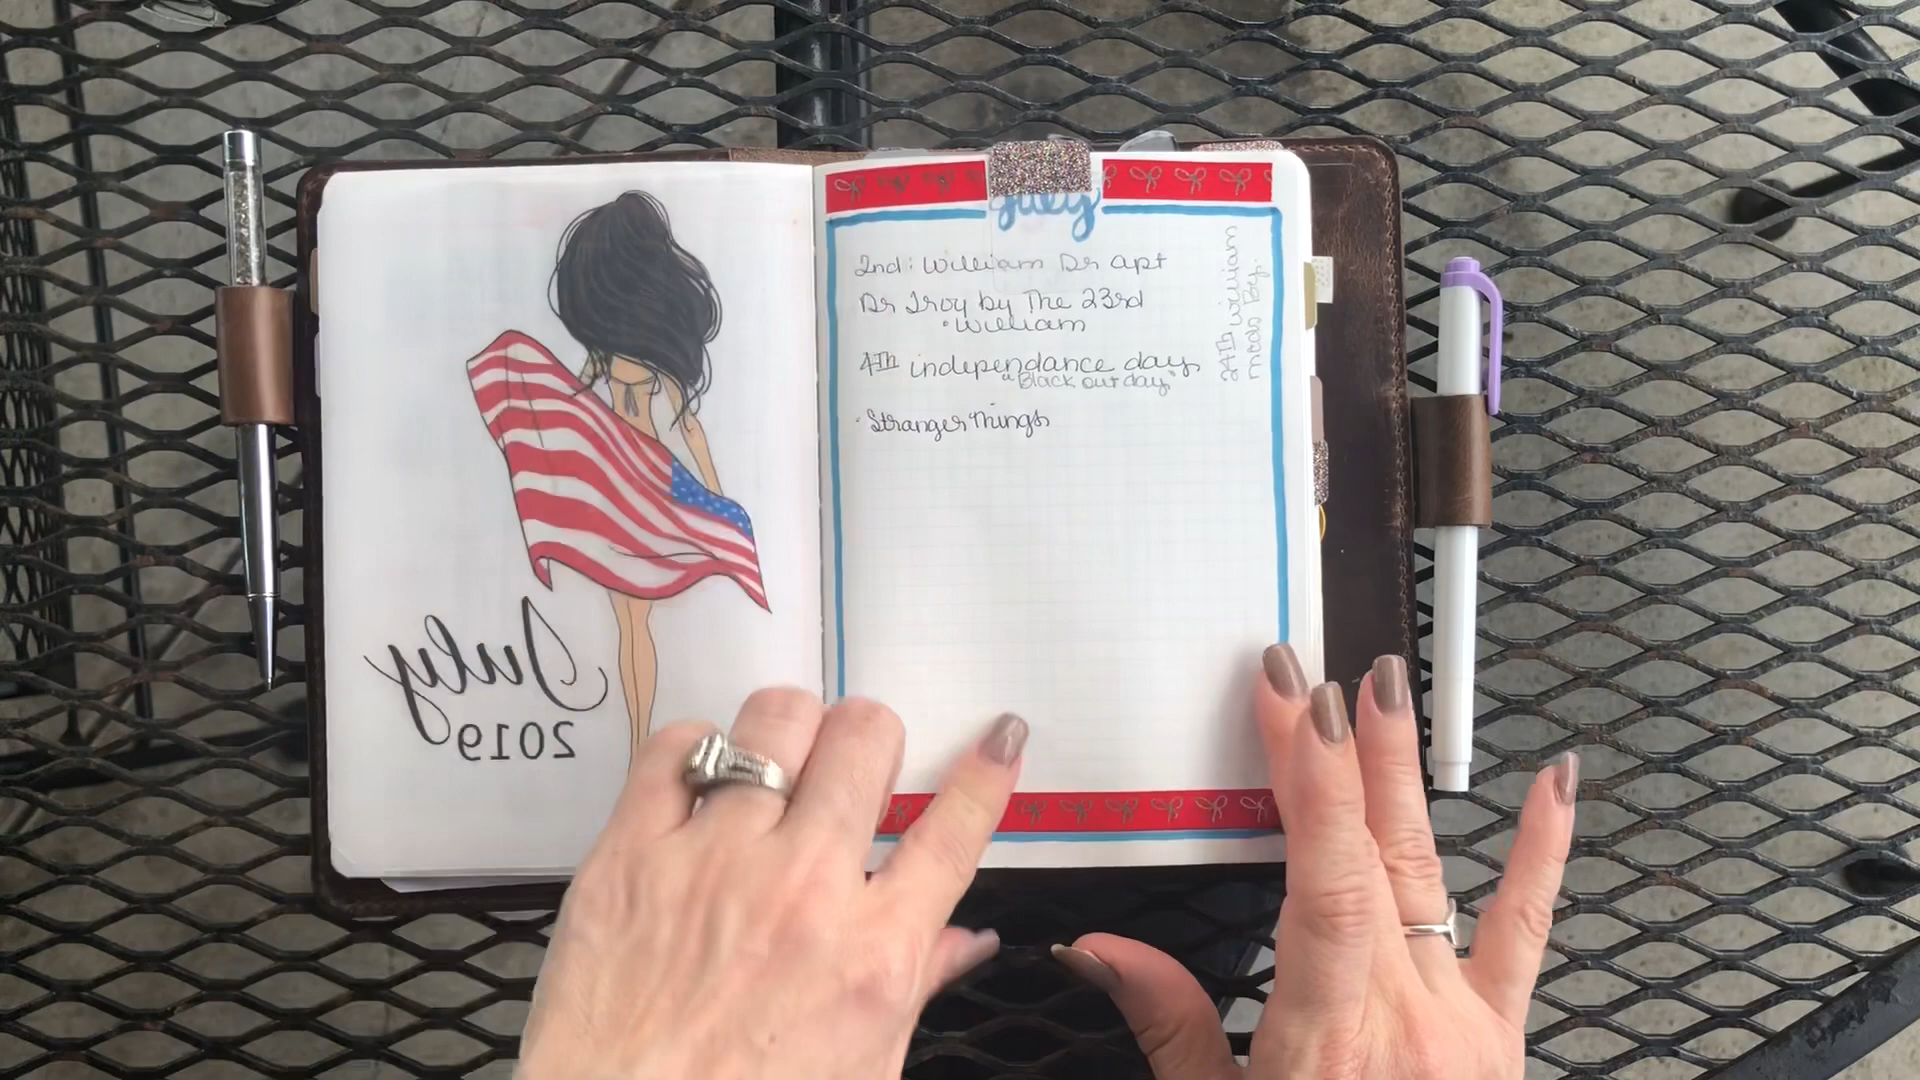 July
2019
July
2nd: William Dr apt
Dr Troy by The 23rd
· William
4th independance day
"Black out day"
· Stranger Things
24th william
meds By.